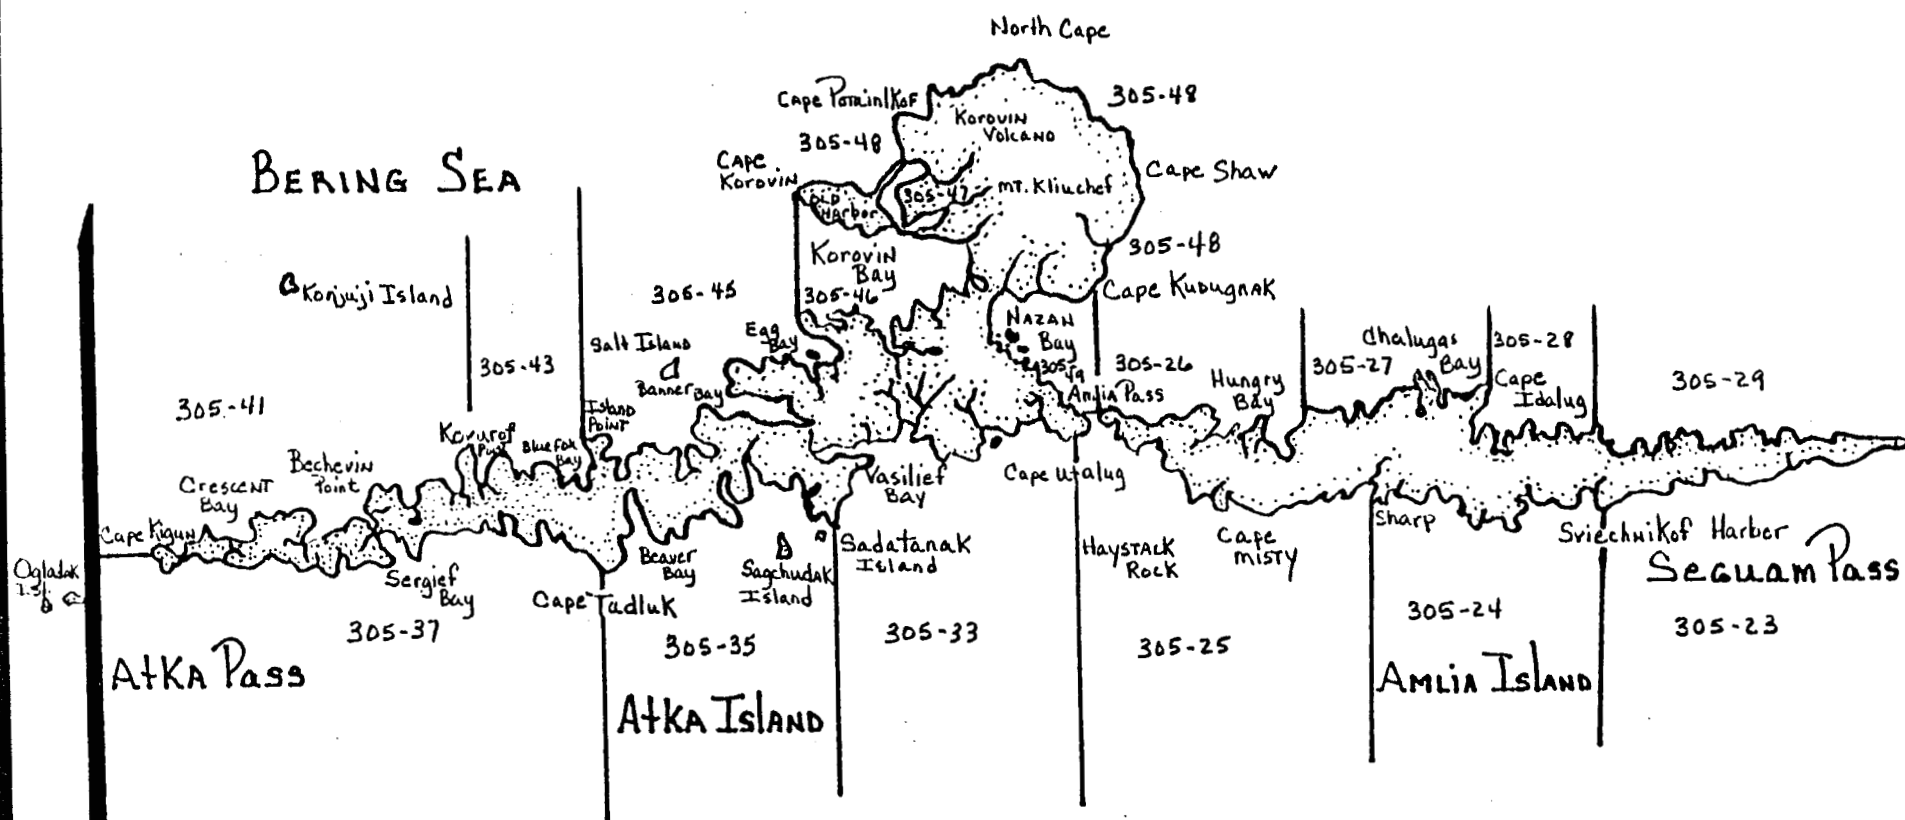 North Cape
305-48
Korovin
Volcano
305-48
Cape
Korovin
Cape Shaw
Mt. Kliuchef
305-47
Old
Harbor
Bering Sea
305-48
Korovin
Bay
Cape Kudugnak
Konjuji Island
305-45
305-46
Nazan
Bay
305-49
Egg
Bay
Salt Island
Banner Bay
305-43
305-41
Island
Point
305-26
Amlia Pass
Hungry
Bay
305-27
Chalugas
Bay
305-28
Cape
Idalug
305-29
Blue Fox
Bay
Bechevin
Point
Crescent
Bay
Cape Kigun
Vasilief
Bay
Cape Utalug
Sergief
Bay
Cape Tadluk
Beaver
Bay
Sagchudak
Island
Sadatanak
Island
Haystack
Rock
Cape
Misty
Sharp
Sviechnikof Harbor
Seguam Pass
Ogladak
Isl.
305-37
305-35
305-33
305-25
305-24
305-23
Atka Pass
Atka Island
Amlia Island